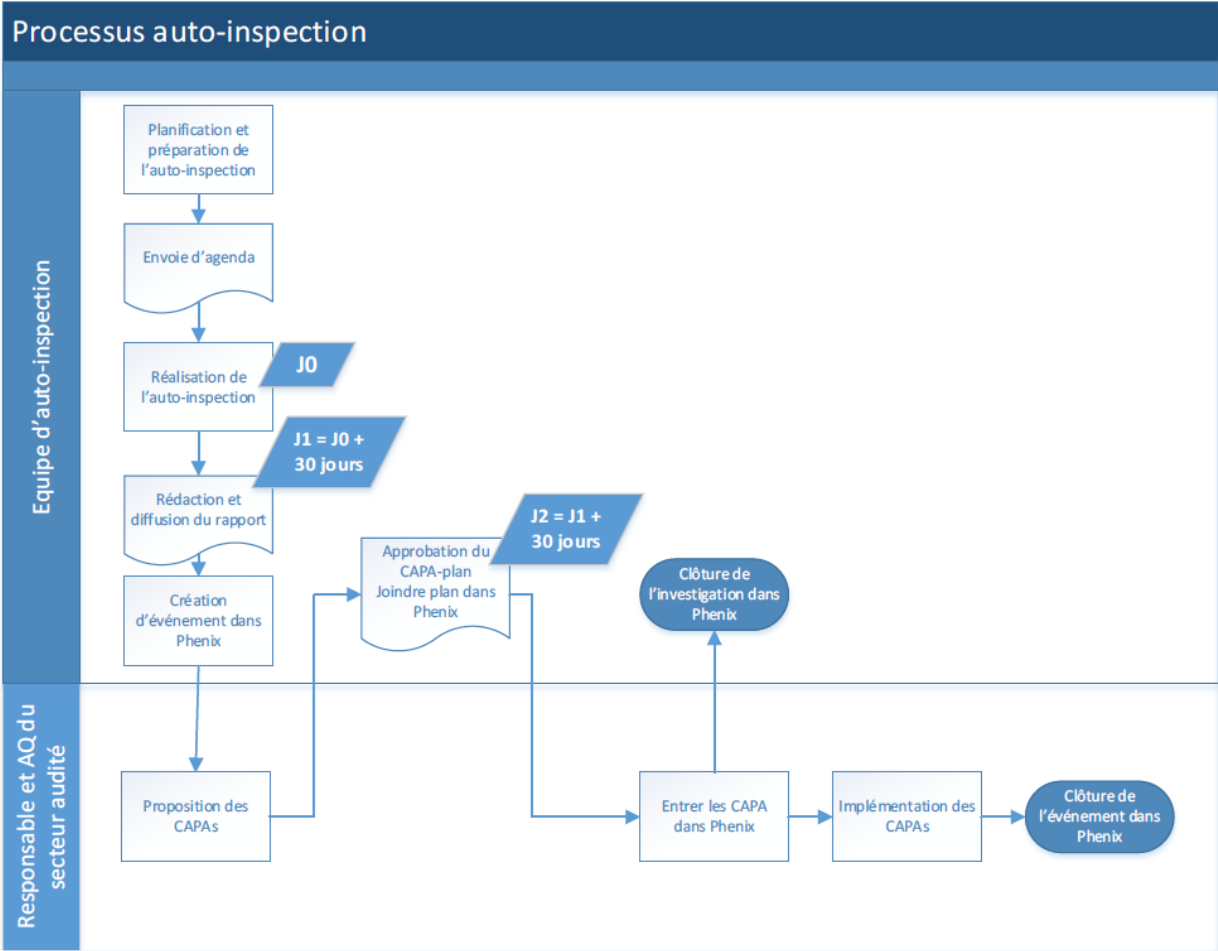 Processus auto-inspection
Equipe d'auto-inspection
Planification et
préparation de
l'auto-inspection
Envoie d'agenda
Réalisation de
l'auto-inspection
J0
J1 = J0 +
30 jours
Rédaction et
diffusion du rapport
J2 = J1 +
30 jours
Approbation du
CAPA-plan
Joindre plan dans
Phenix
Création
d'événement dans
Phenix
Clôture de
l'investigation dans
Phenix
Responsable et AQ du
secteur audité
Proposition des
CAPAs
Entrer les CAPA
dans Phenix
Implémentation des
CAPAs
Clôture de
l'événement dans
Phenix